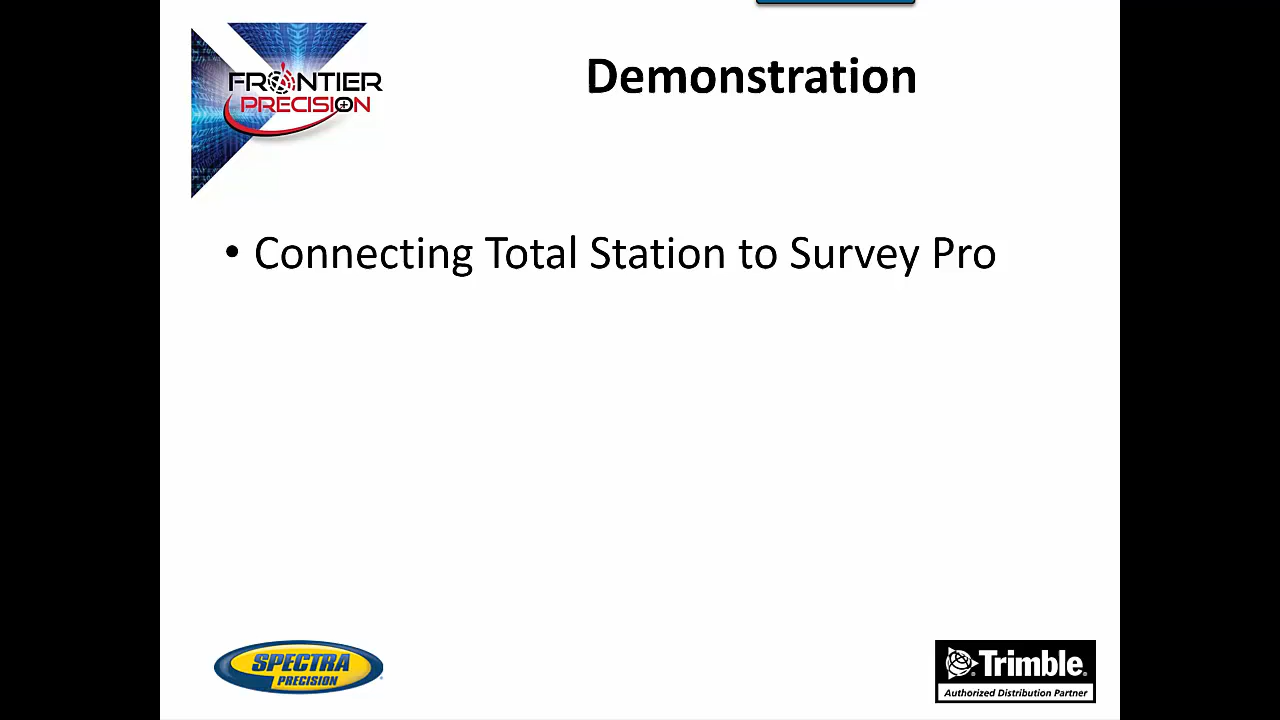 FRONTIER
PRECISION
Demonstration
• Connecting Total Station to Survey Pro
SPECTRA
PRECISION
Trimble
Authorized Distribution Partner